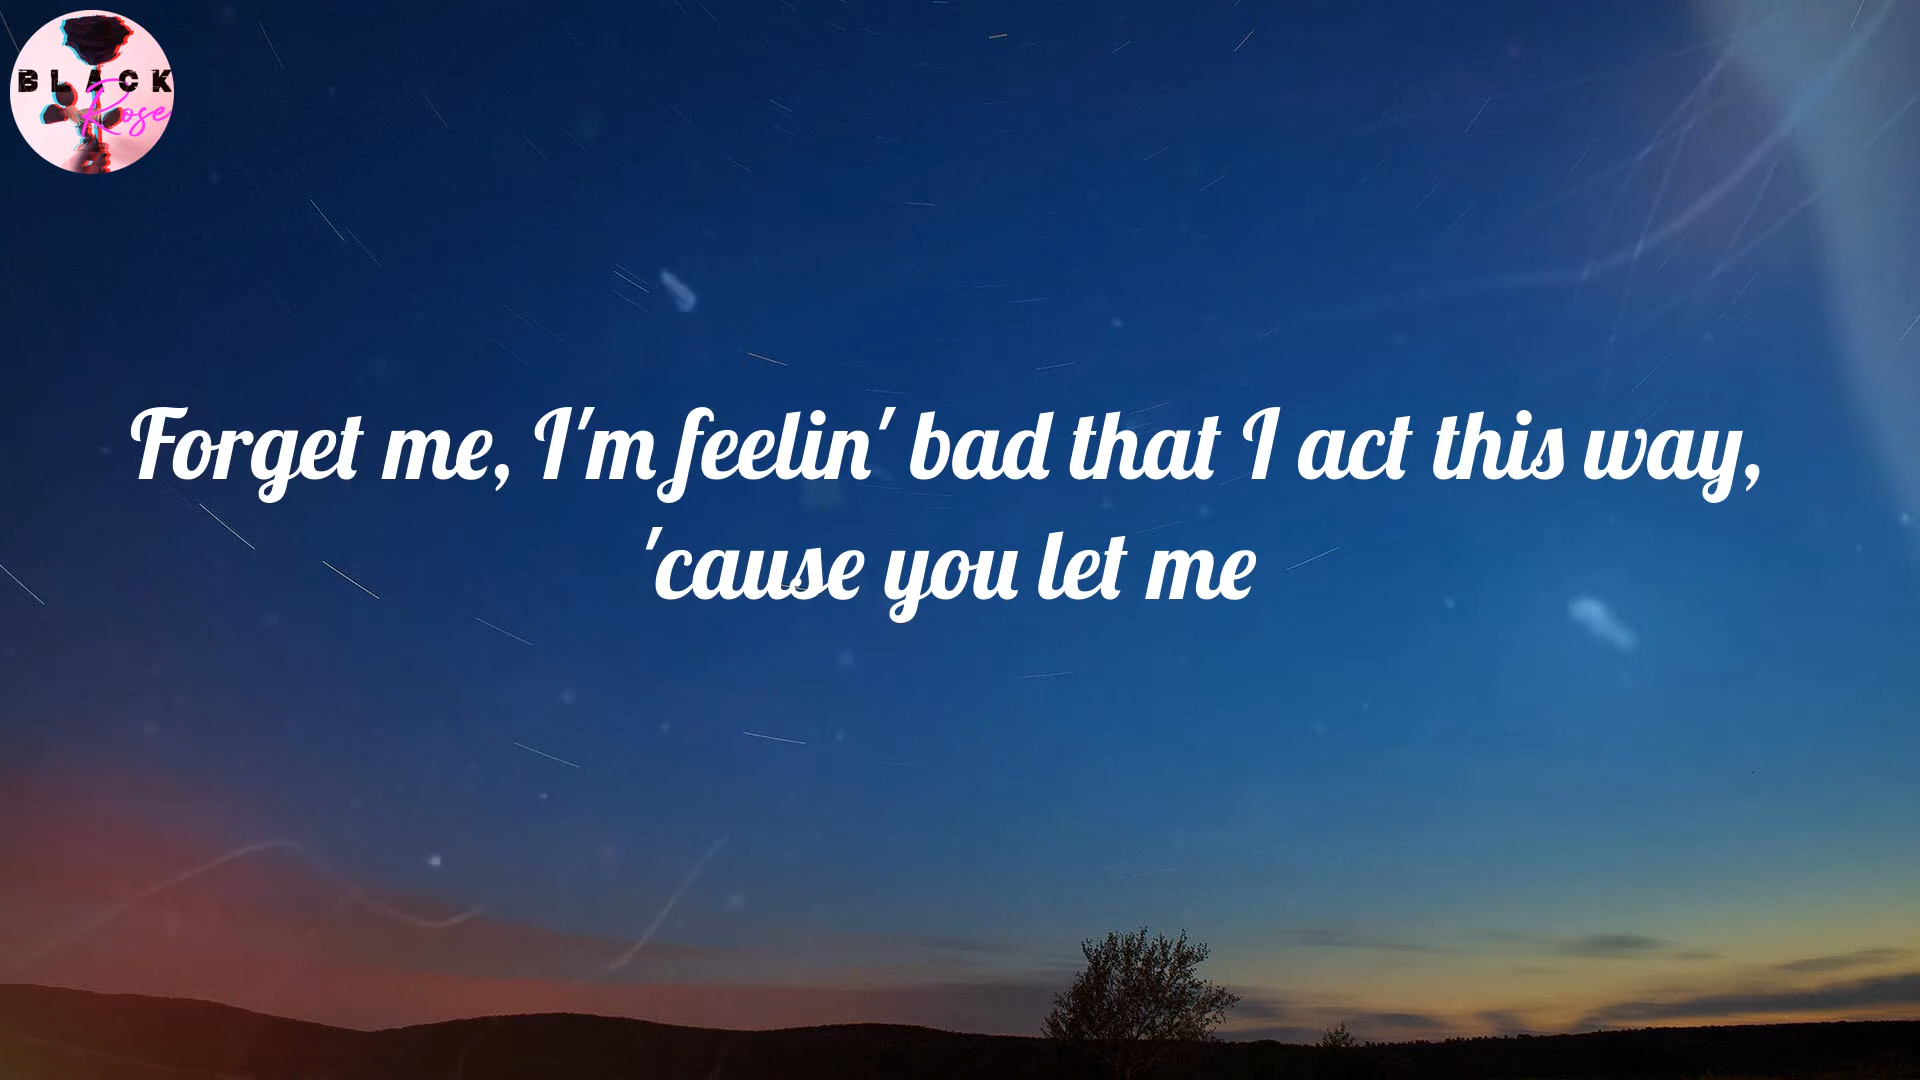 BLACK
Rose
Forget me, I'm feelin' bad that I act this way,
'cause you let me